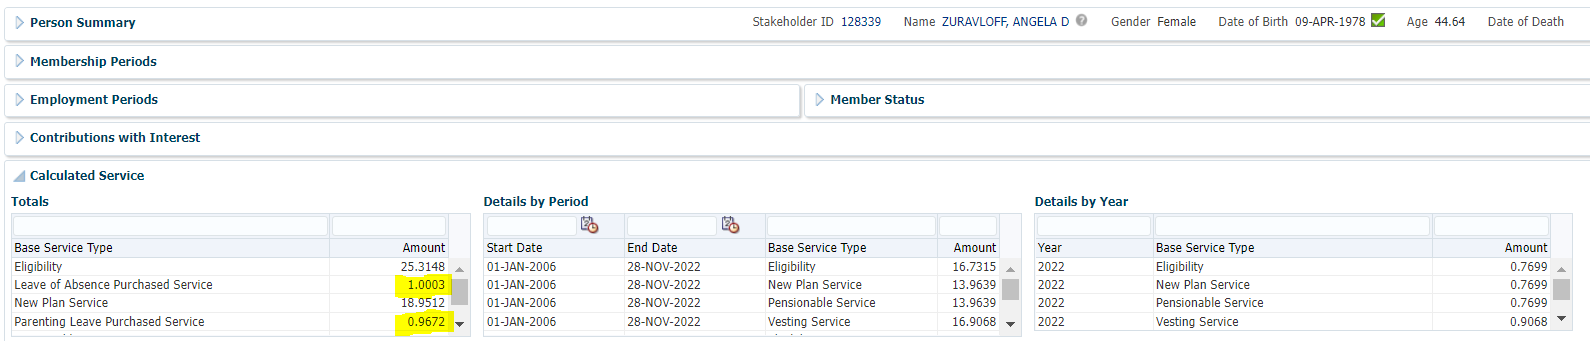 Person Summary Stakeholder ID 128339 Name ZURAVLOFF, ANGELA D Gender Female Date of Birth 09-APR-1978 Age 44.64 Date of Death
Membership Periods
Employment Periods Member Status
Contributions with Interest
Calculated Service
Totals Details by Period Details by Year
Base Service Type Amount Start Date End Date Base Service Type Amount Year Base Service Type Amount
Eligibility 25.3148 01-JAN-2006 28-NOV-2022 Eligibility 16.7315 2022 Eligibility 0.7699
Leave of Absence Purchased Service 1.0003 01-JAN-2006 28-NOV-2022 New Plan Service 13.9639 2022 New Plan Service 0.7699
New Plan Service 18.9512 01-JAN-2006 28-NOV-2022 Pensionable Service 13.9639 2022 Pensionable Service 0.7699
Parenting Leave Purchased Service 0.9672 01-JAN-2006 28-NOV-2022 Vesting Service 16.9068 2022 Vesting Service 0.9068